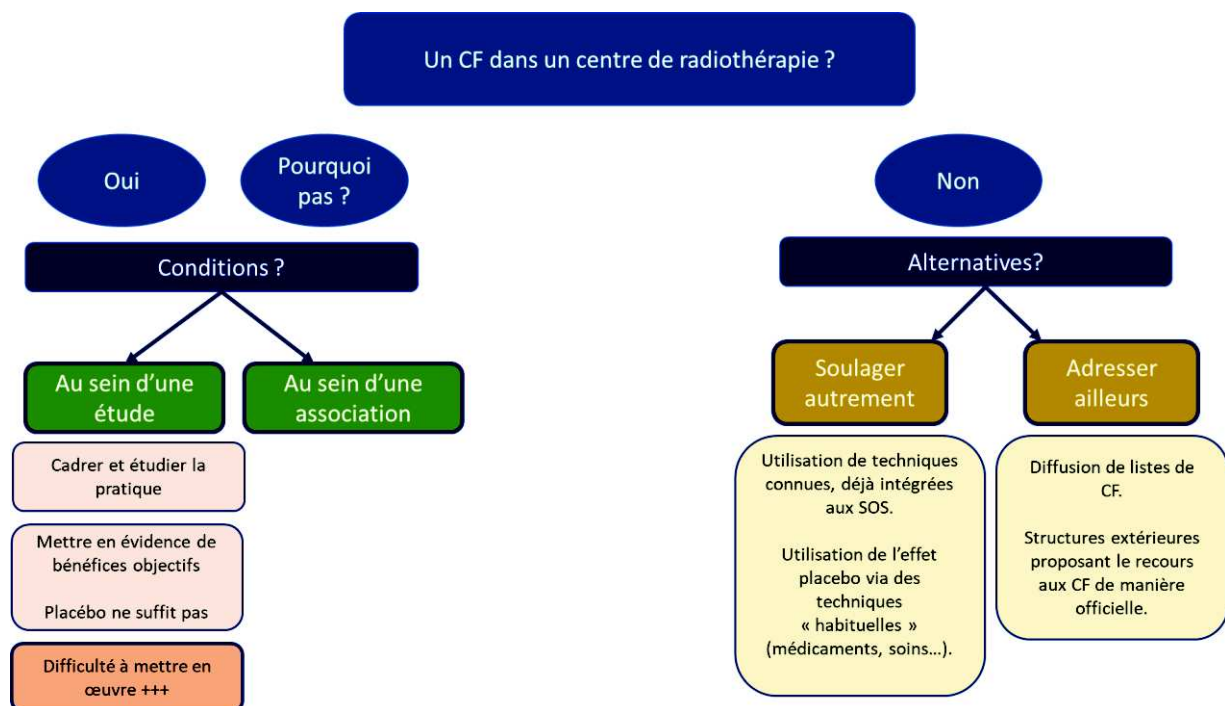 Un CF dans un centre de radiothérapie ?
Oui
Pourquoi
pas ?
Non
Conditions ?
Alternatives?
Au sein d’une
étude
Au sein d’une
association
Soulager
autrement
Adresser
ailleurs
Cadrer et étudier la
pratique
Mettre en évidence de
bénéfices objectifs
Placébo ne suffit pas
Difficulté à mettre en
œuvre +++
Utilisation de techniques
connues, déjà intégrées
aux SOS.
Utilisation de l’effet
placebo via des
techniques
« habituelles »
(médicaments, soins…).
Diffusion de listes de
CF.
Structures extérieures
proposant le recours
aux CF de manière
officielle.